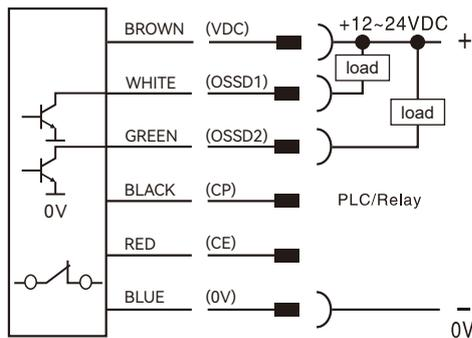 BROWN (VDC) +12~24VDC +
load
WHITE (OSSD1)
load
GREEN (OSSD2)
BLACK (CP) PLC/Relay
0V
RED (CE)
BLUE (0V) -
0V